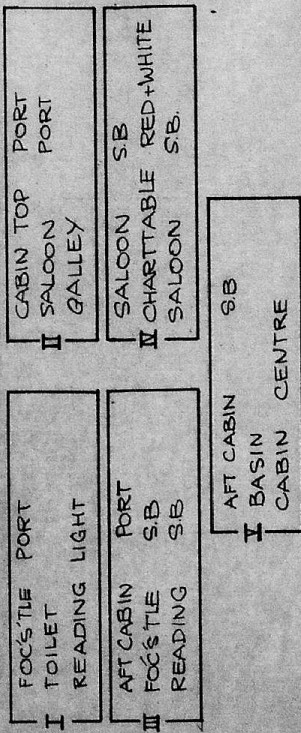 FOC'S'TLE PORT
I TOILET
READING LIGHT
CABIN TOP PORT
II SALOON PORT
GALLEY
AFT CABIN PORT
III FOC'S'TLE S.B
READING S.B
SALOON S.B
IV CHARTTABLE RED+WHITE
SALOON S.B.
AFT CABIN S.B
V BASIN
CABIN CENTRE